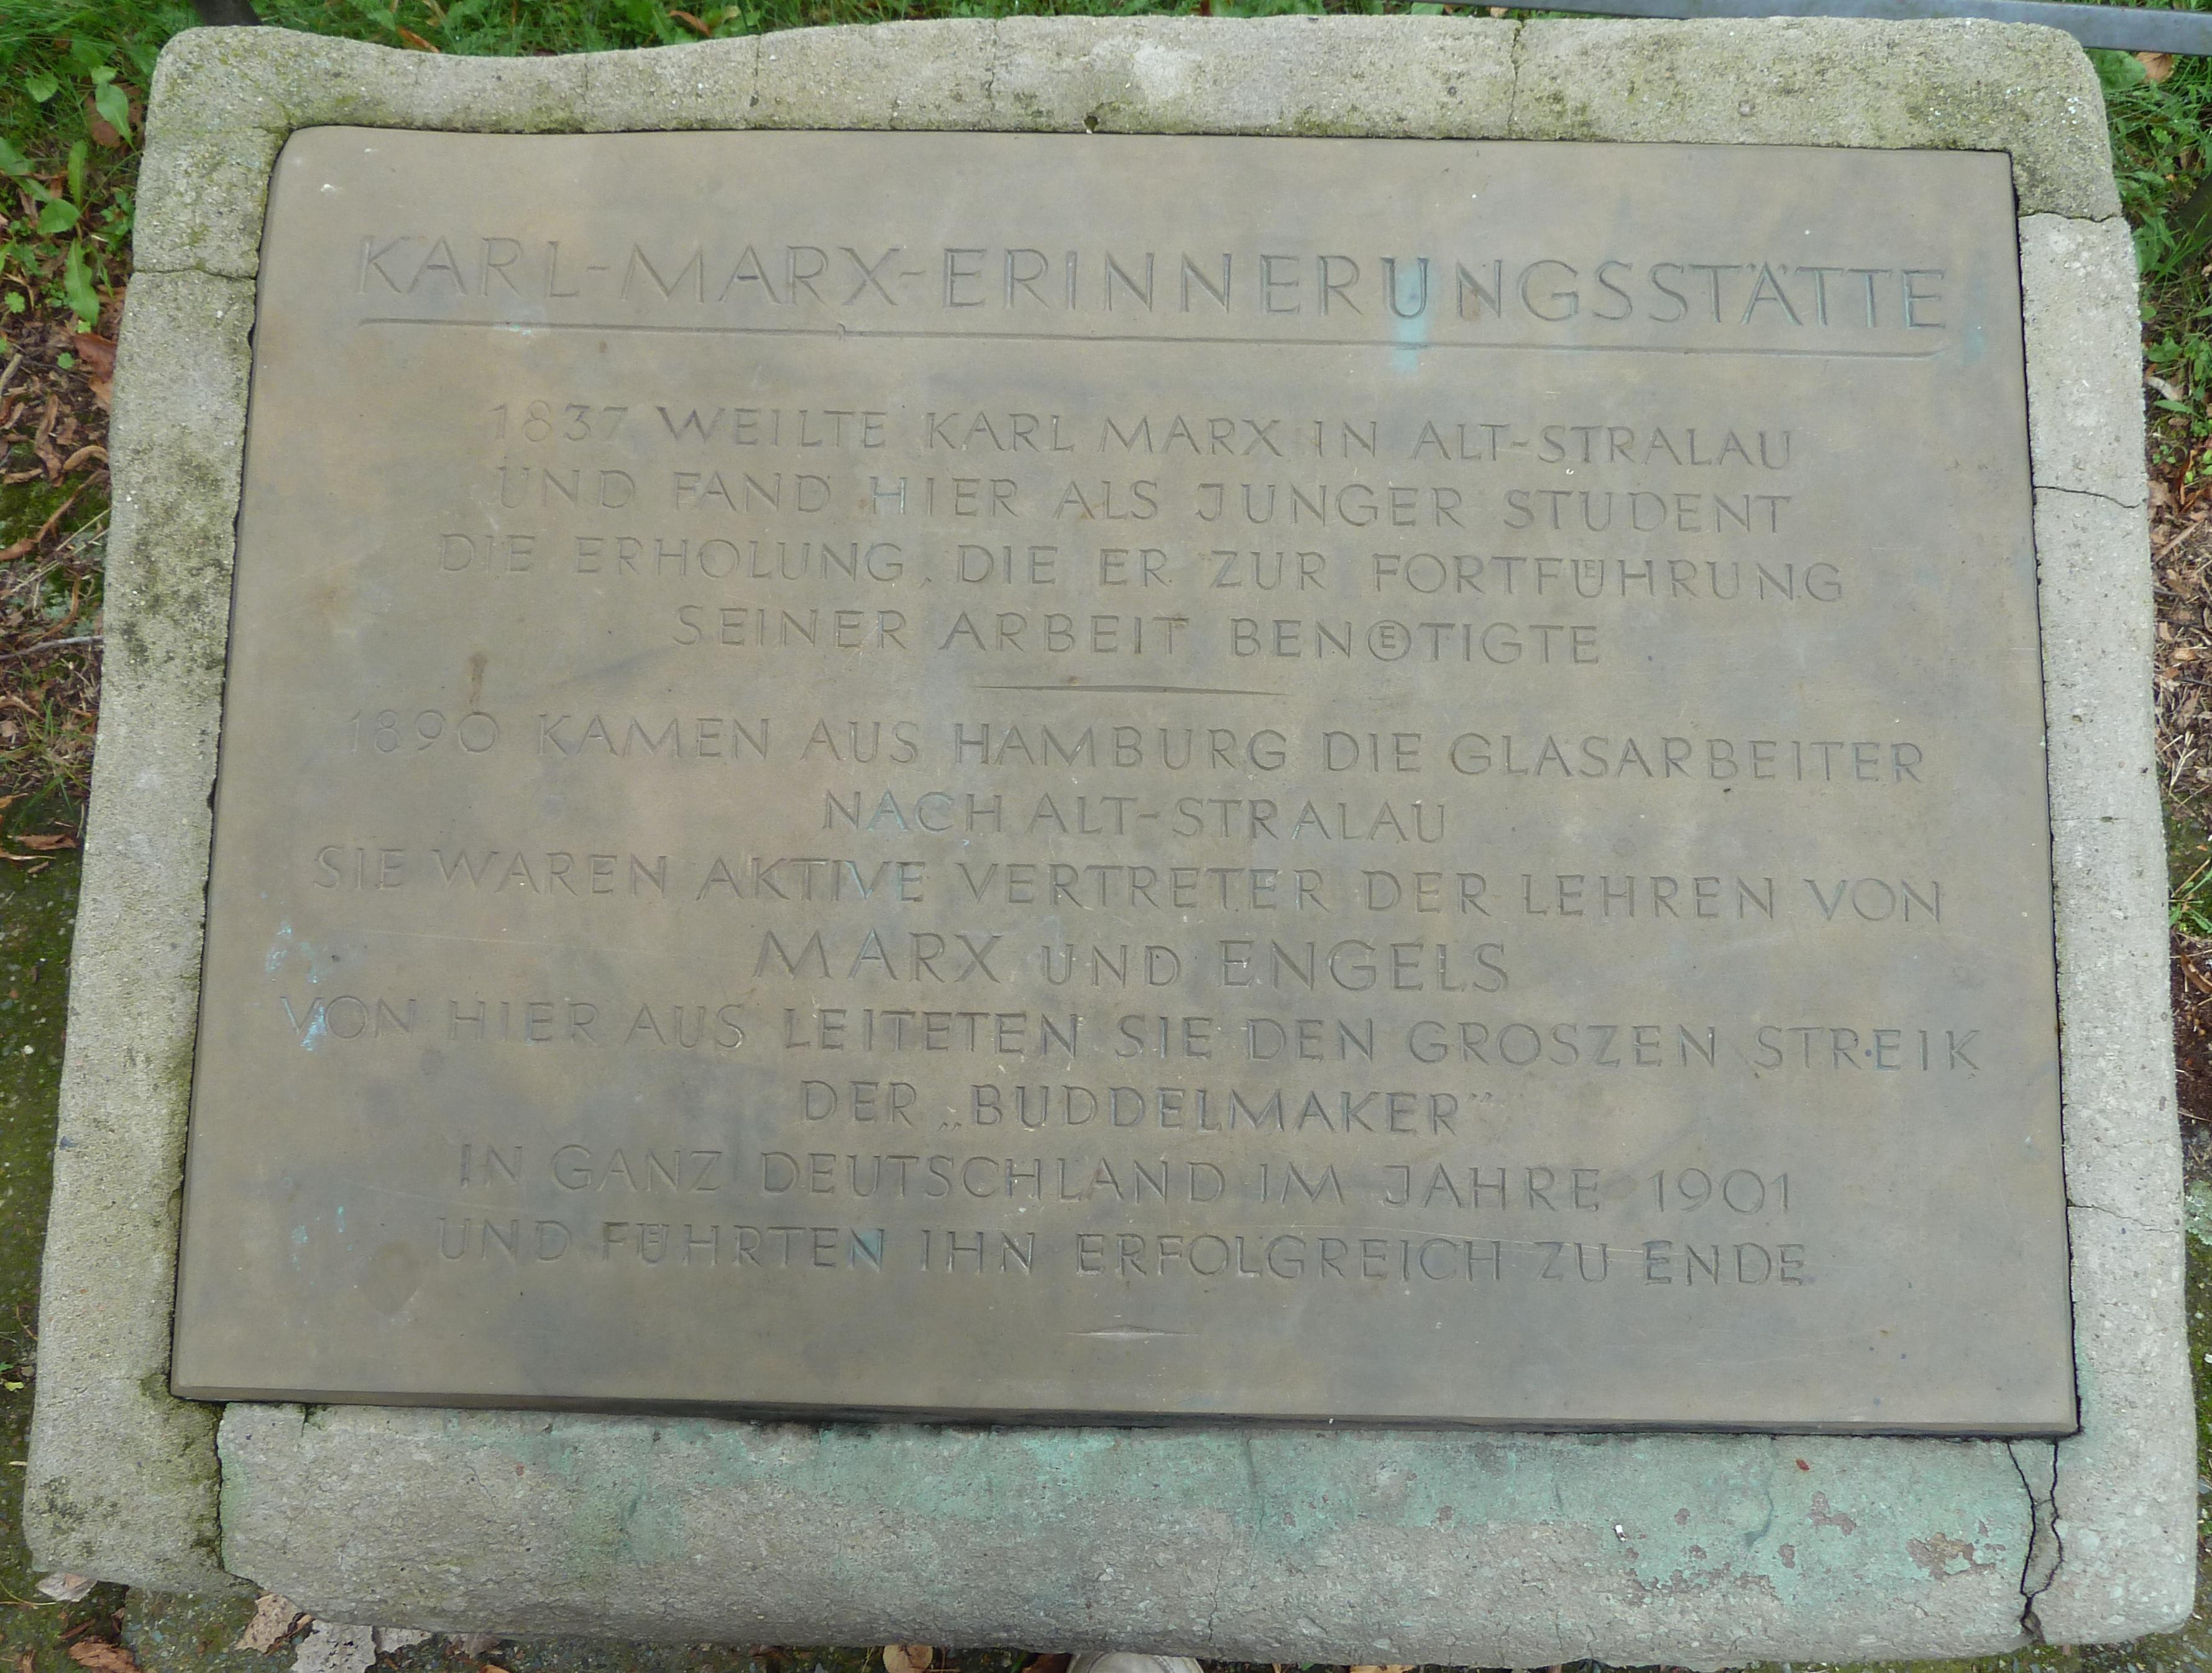 KARL-MARX-ERINNERUNGSSTÄTTE
1837 WEILTE KARL MARX IN ALT-STRALAU
UND FAND HIER ALS JUNGER STUDENT
DIE ERHOLUNG, DIE ER ZUR FORTFÜHRUNG
SEINER ARBEIT BENÖTIGTE
1890 KAMEN AUS HAMBURG DIE GLASARBEITER
NACH ALT-STRALAU
SIE WAREN AKTIVE VERTRETER DER LEHREN VON
MARX UND ENGELS
VON HIER AUS LEITETEN SIE DEN GROSZEN STREIK
DER „BUDDELMAKER“
IN GANZ DEUTSCHLAND IM JAHRE 1901
UND FÜHRTEN IHN ERFOLGREICH ZU ENDE